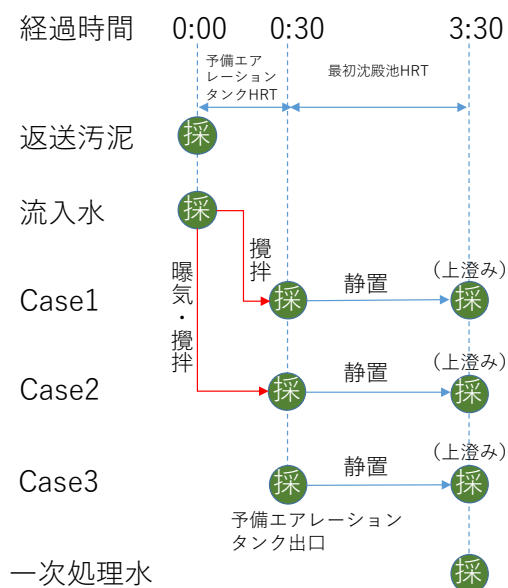 経過時間 0:00 0:30 3:30
予備エア
レーション
タンクHRT
最初沈殿池HRT
返送汚泥 採
流入水 採
曝気・攪拌
攪拌
Case1 採 静置 (上澄み) 採
Case2 採 静置 (上澄み) 採
Case3 採 静置 (上澄み) 採
予備エアレーション
タンク出口
一次処理水 採